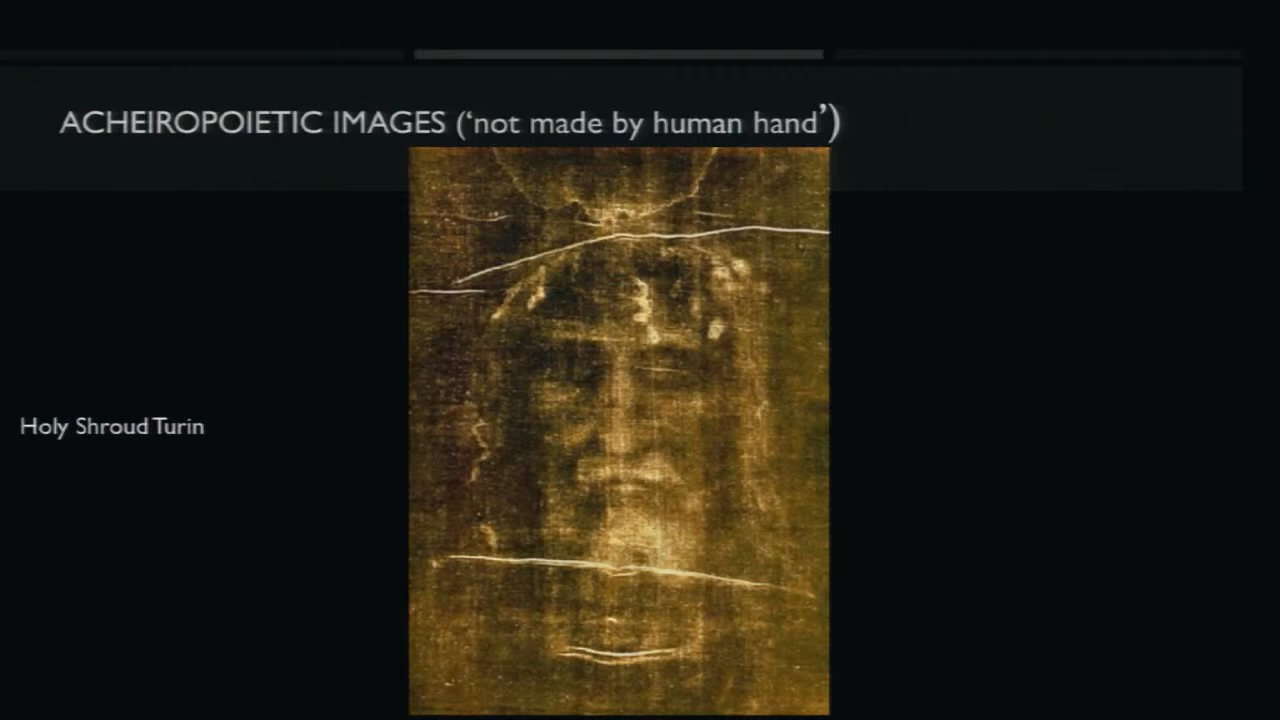 ACHEIROPOIETIC IMAGES (‘not made by human hand’)
Holy Shroud Turin